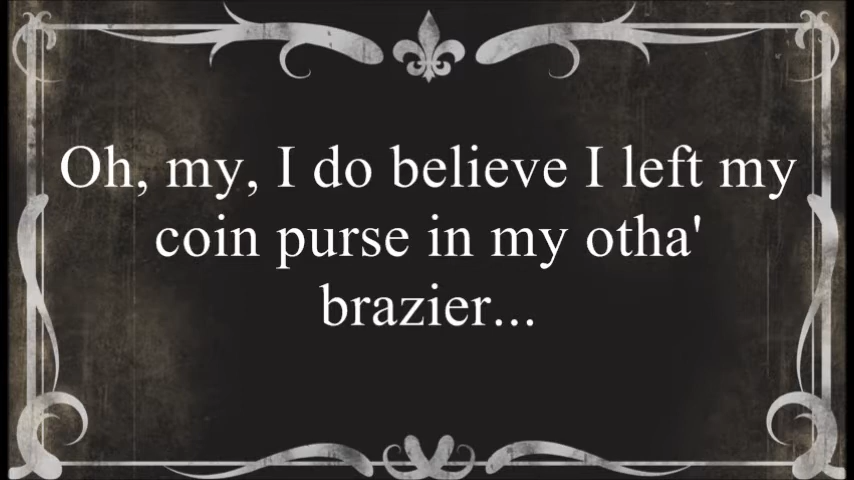 Oh, my, I do believe I left my
coin purse in my otha'
brazier...